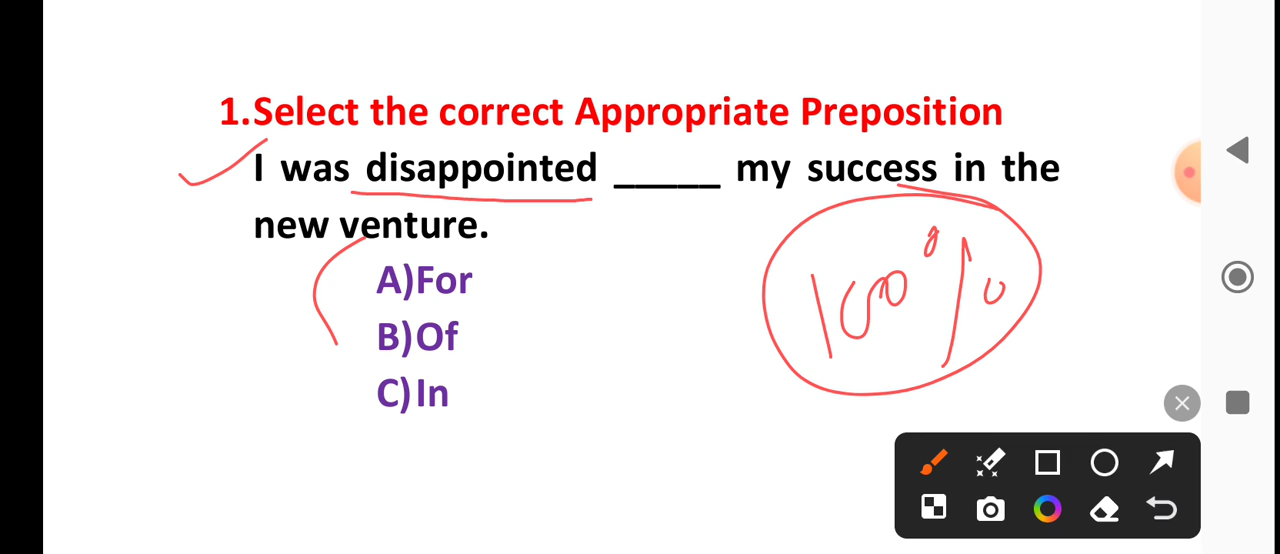 1.Select the correct Appropriate Preposition
I was disappointed _____ my success in the
new venture.
A)For
B)Of
C)In
100%